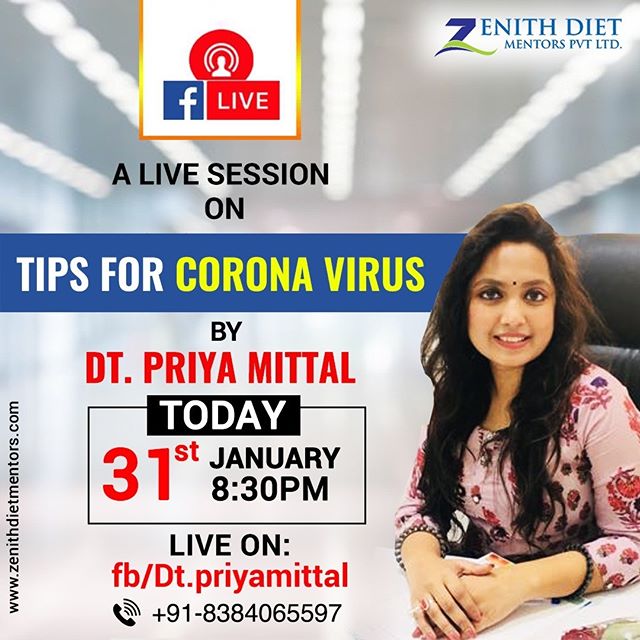 ZENITH DIET
MENTORS PVT LTD.
f LIVE
A LIVE SESSION
ON
TIPS FOR CORONA VIRUS
BY
DT. PRIYA MITTAL
TODAY
31st JANUARY
8:30PM
LIVE ON:
fb/Dt.priyamittal
+91-8384065597
www.zenithdietmentors.com